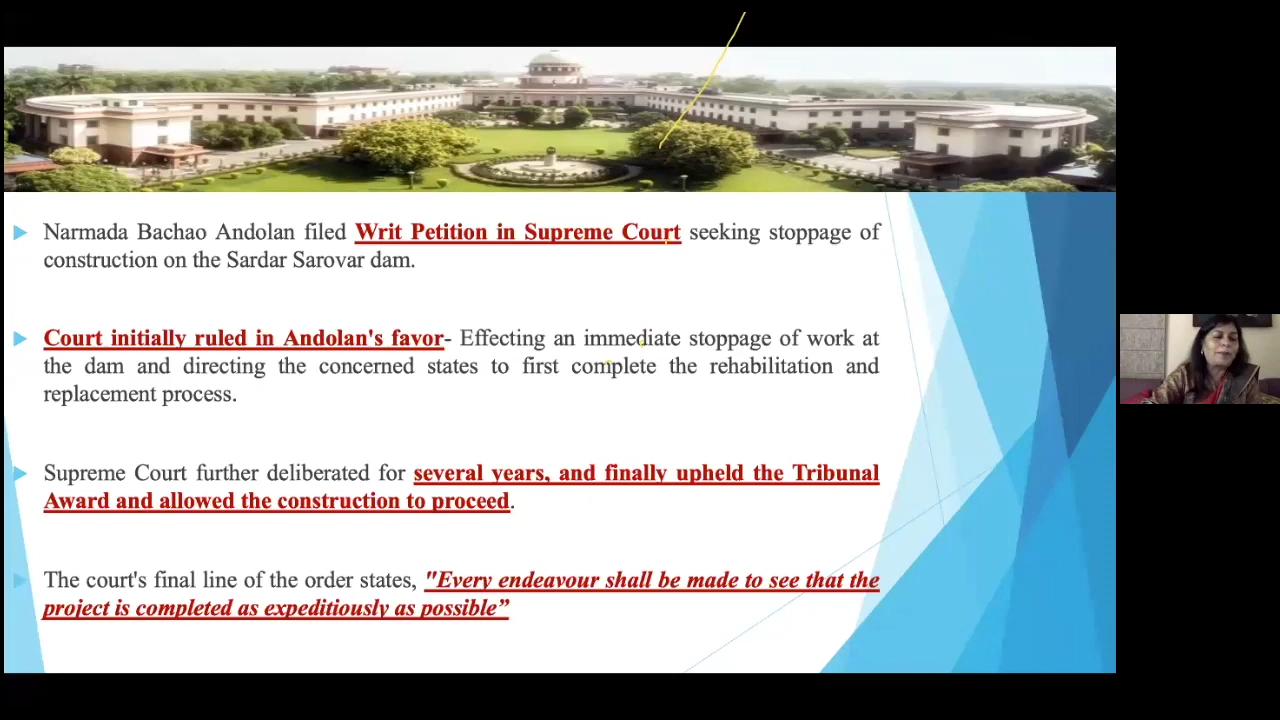 Narmada Bachao Andolan filed Writ Petition in Supreme Court seeking stoppage of
construction on the Sardar Sarovar dam.
Court initially ruled in Andolan's favor- Effecting an immediate stoppage of work at
the dam and directing the concerned states to first complete the rehabilitation and
replacement process.
Supreme Court further deliberated for several years, and finally upheld the Tribunal
Award and allowed the construction to proceed.
The court's final line of the order states, "Every endeavour shall be made to see that the
project is completed as expeditiously as possible”